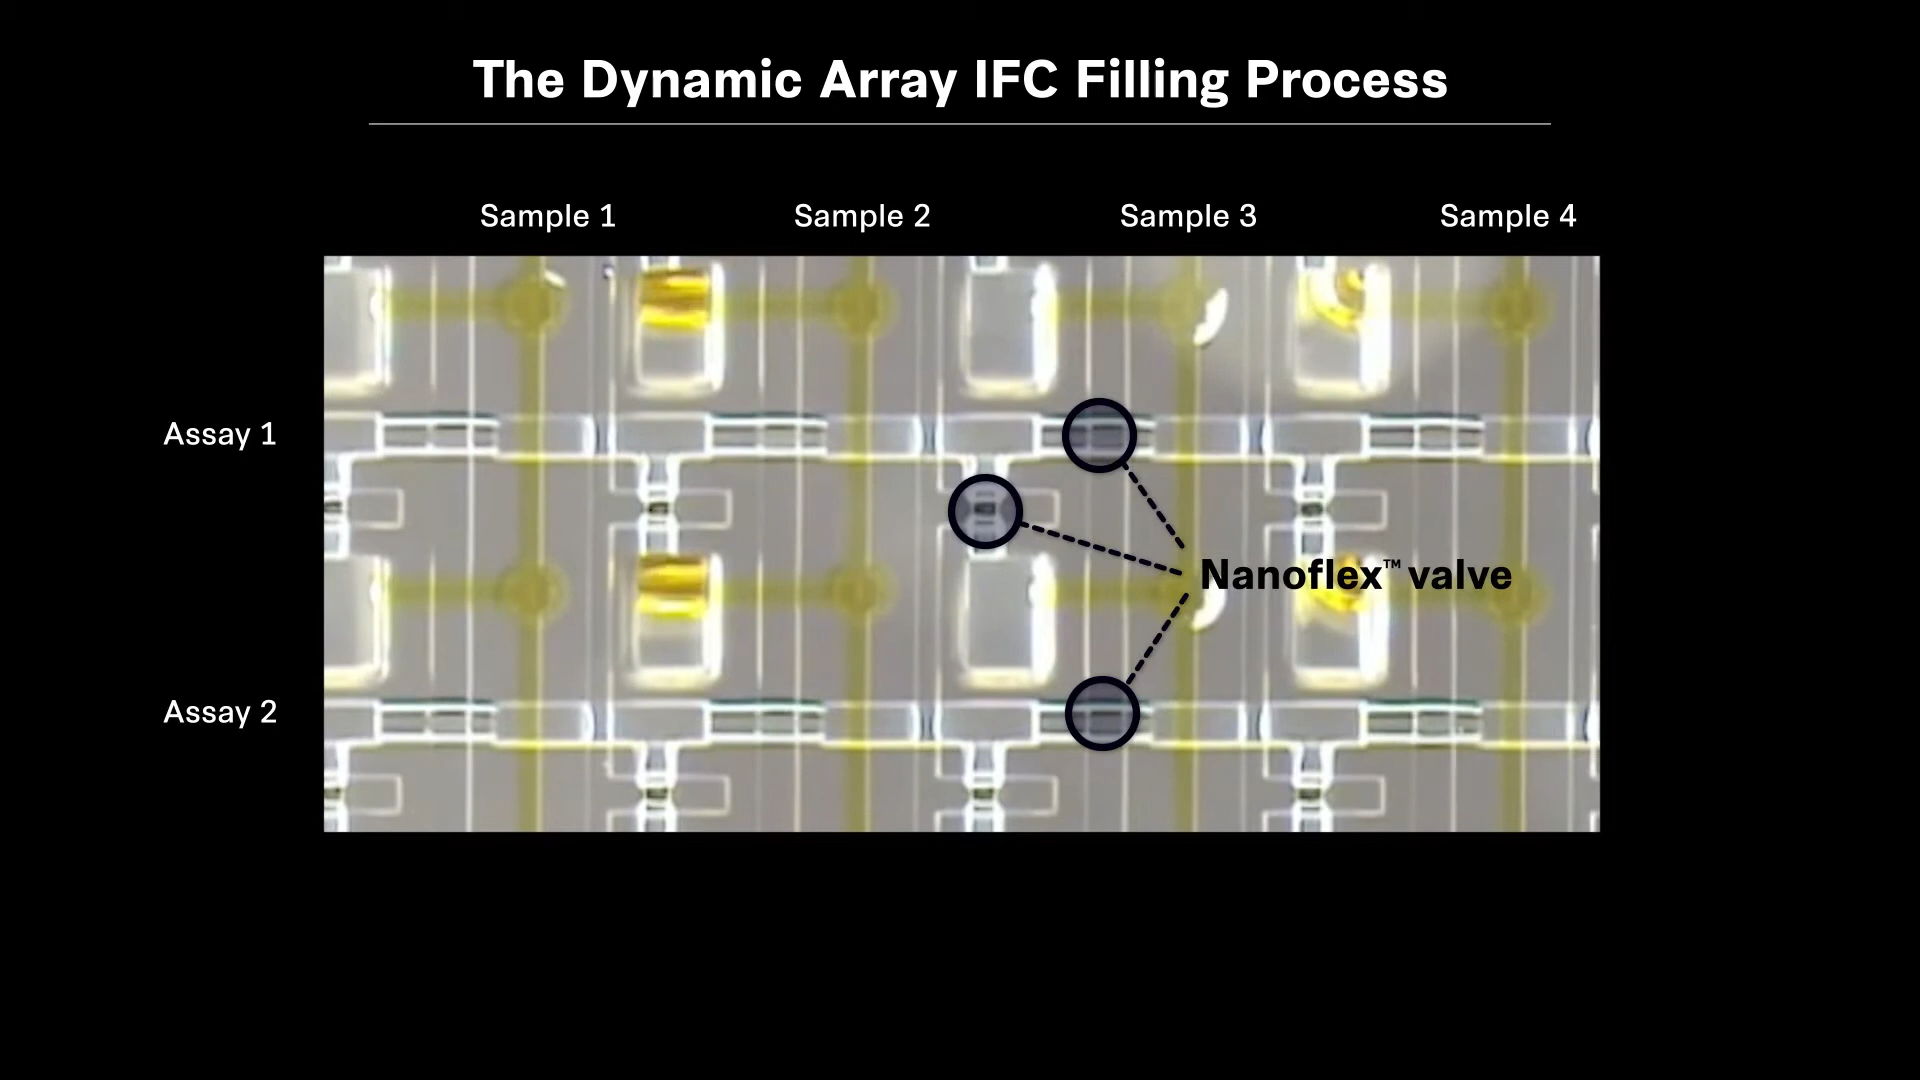 The Dynamic Array IFC Filling Process
Sample 1
Sample 2
Sample 3
Sample 4
Assay 1
Nanoflex™ valve
Assay 2